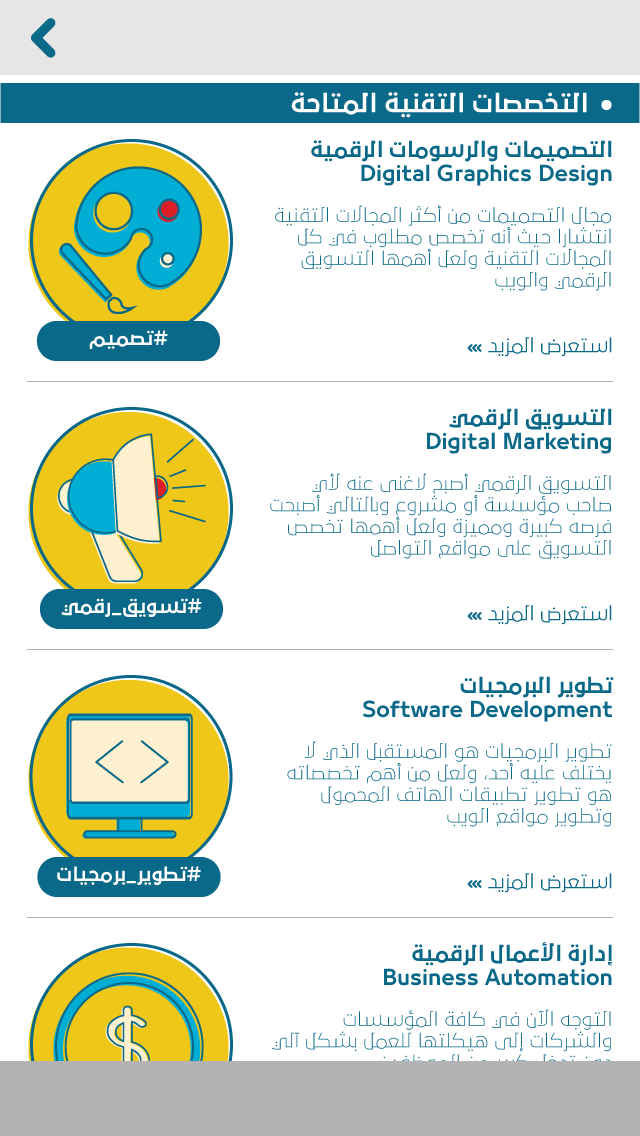 • التخصصات التقنية المتاحة
التصميمات والرسومات الرقمية
Digital Graphics Design
مجال التصميمات من أكثر المجالات التقنية
انتشارا حيث أنه تخصص مطلوب في كل
المجالات التقنية ولعل أهمها التسويق
الرقمي والويب
#تصميم
استعرض المزيد >>>
التسويق الرقمي
Digital Marketing
التسويق الرقمي أصبح لاغنى عنه لأي
صاحب مؤسسة أو مشروع وبالتالي أصبحت
فرصه كبيرة ومميزة ولعل أهمها تخصص
التسويق على مواقع التواصل
#تسويق_رقمي
استعرض المزيد >>>
تطوير البرمجيات
Software Development
تطوير البرمجيات هو المستقبل الذي لا
يختلف عليه أحد، ولعل من أهم تخصصاته
هو تطوير تطبيقات الهاتف المحمول
وتطوير مواقع الويب
#تطوير_برمجيات
استعرض المزيد >>>
إدارة الأعمال الرقمية
Business Automation
التوجه الآن في كافة المؤسسات
والشركات إلى هيكلتها للعمل بشكل آلي